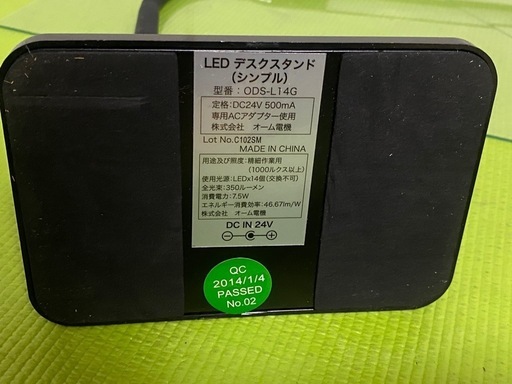 LED デスクスタンド
(シンプル)
型番：ODS-L14G
定格：DC24V 500mA
専用ACアダプター使用
株式会社 オーム電機
Lot No.C102SM
MADE IN CHINA
用途及び照度：精細作業用
(1000ルクス以上)
使用光源：LEDx14個(交換不可)
全光束：350ルーメン
消費電力：7.5W
エネルギー消費効率：46.67lm/W
株式会社 オーム電機
DC IN 24V
QC
2014/1/4
PASSED
No.02